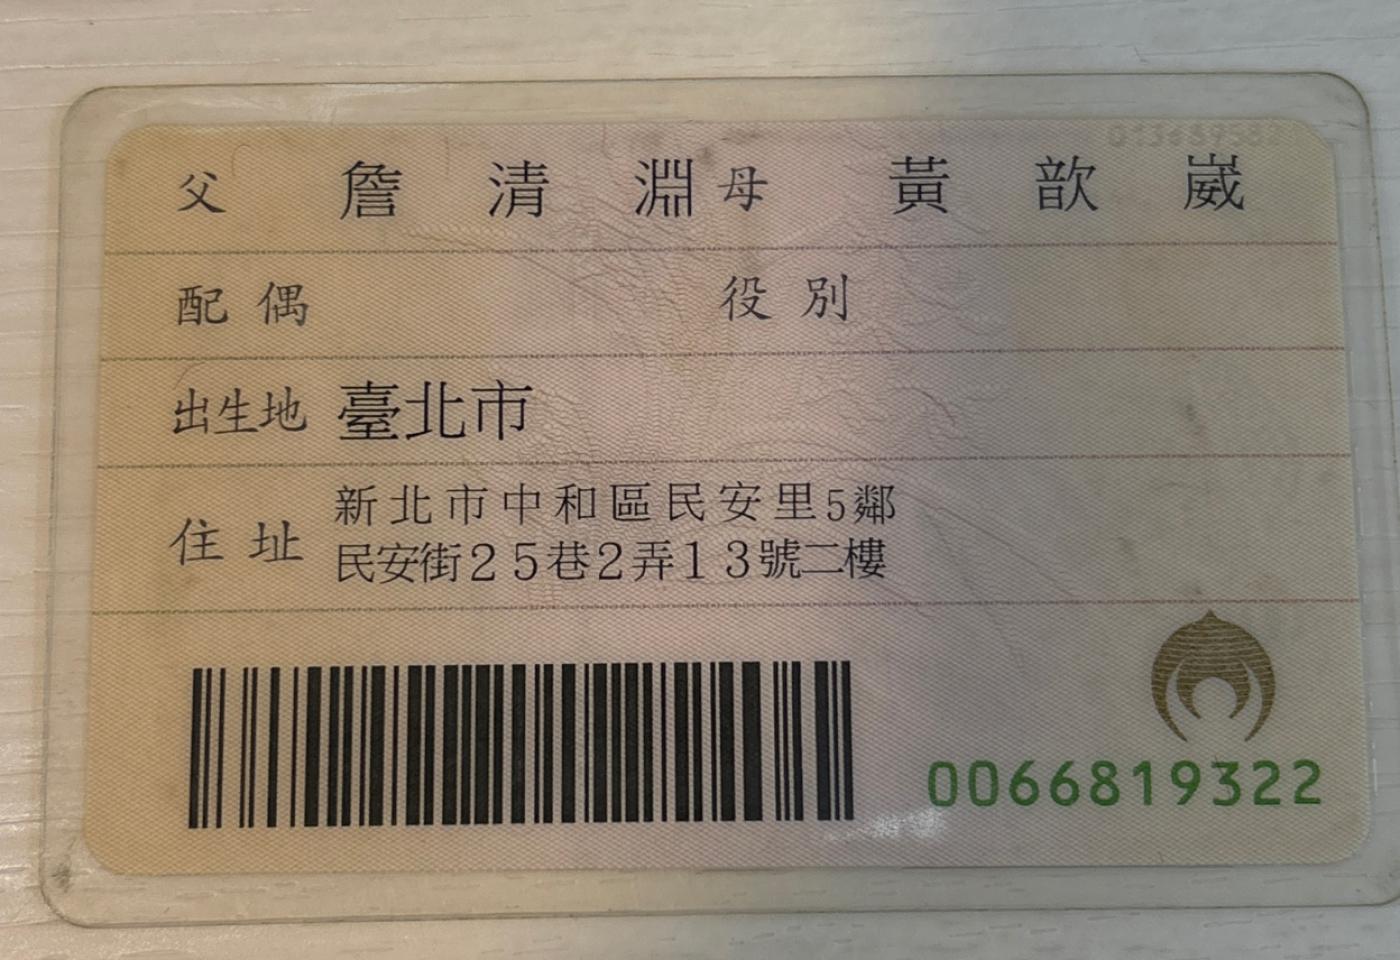 父 詹清淵 母 黃歆崴
配偶 役別
出生地 臺北市
住址 新北市中和區民安里5鄰
民安街25巷2弄13號二樓
0066819322